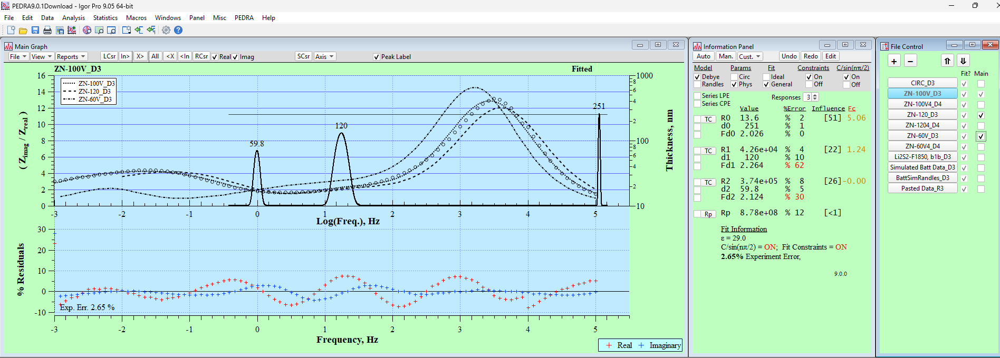 PEDRA9.0.1Download - Igor Pro 9.05 64-bit
File Edit Data Analysis Statistics Macros Windows Panel Misc PEDRA Help
Main Graph
File View Reports LCsr In> X> All <X <In RCsr Real Imag SCsr Axis Peak Label
ZN-100V_D3 Fitted
ZN-100V_D3
ZN-120_D3
ZN-60V_D3
16
14
12
10
8
6
4
2
0
( Zimag / Zreal )
59.8
120
251
1000
8
6
4
2
100
8
6
4
2
10
Thickness, nm
-3 -2 -1 0 1 2 3 4 5
Log(Freq.), Hz
30
20
10
0
-10
% Residuals
Exp. Err. 2.65 %
-3 -2 -1 0 1 2 3 4 5
Frequency, Hz
+ Real + Imaginary
Information Panel
Auto Man. Cust. Undo Redo Edit
Model Params Fit Constraints C/sin(nπ/2)
Debye Circ Ideal On On
Randles Phys General Off Off
Series LPE Responses 3
Series CPE
Value %Error Influence Fc
TC R0 13.6 % 2 [51] 5.06
d0 251 % 1
Fd0 2.026 % 0
TC R1 4.26e+04 % 4 [22] 1.24
d1 120 % 10
Fd1 2.264 % 62
TC R2 3.74e+05 % 8 [26] -0.00
d2 59.8 % 5
Fd2 2.124 % 30
Rp Rp 8.78e+08 % 12 [<1]
Fit Information
ε = 29.0
C/sin(nπ/2) = ON; Fit Constraints = ON
2.65% Experiment Error,
9.0.0
File Control
+ − ⇑ ⇓
Fit? Main
CIRC_D3
ZN-100V_D3
ZN-100V4_D4
ZN-120_D3
ZN-1204_D4
ZN-60V_D3
ZN-60V4_D4
Li2S2-F1850, b1b_D3
Simulated Batt Data_D3
BattSimRandles_D3
Pasted Data_R3